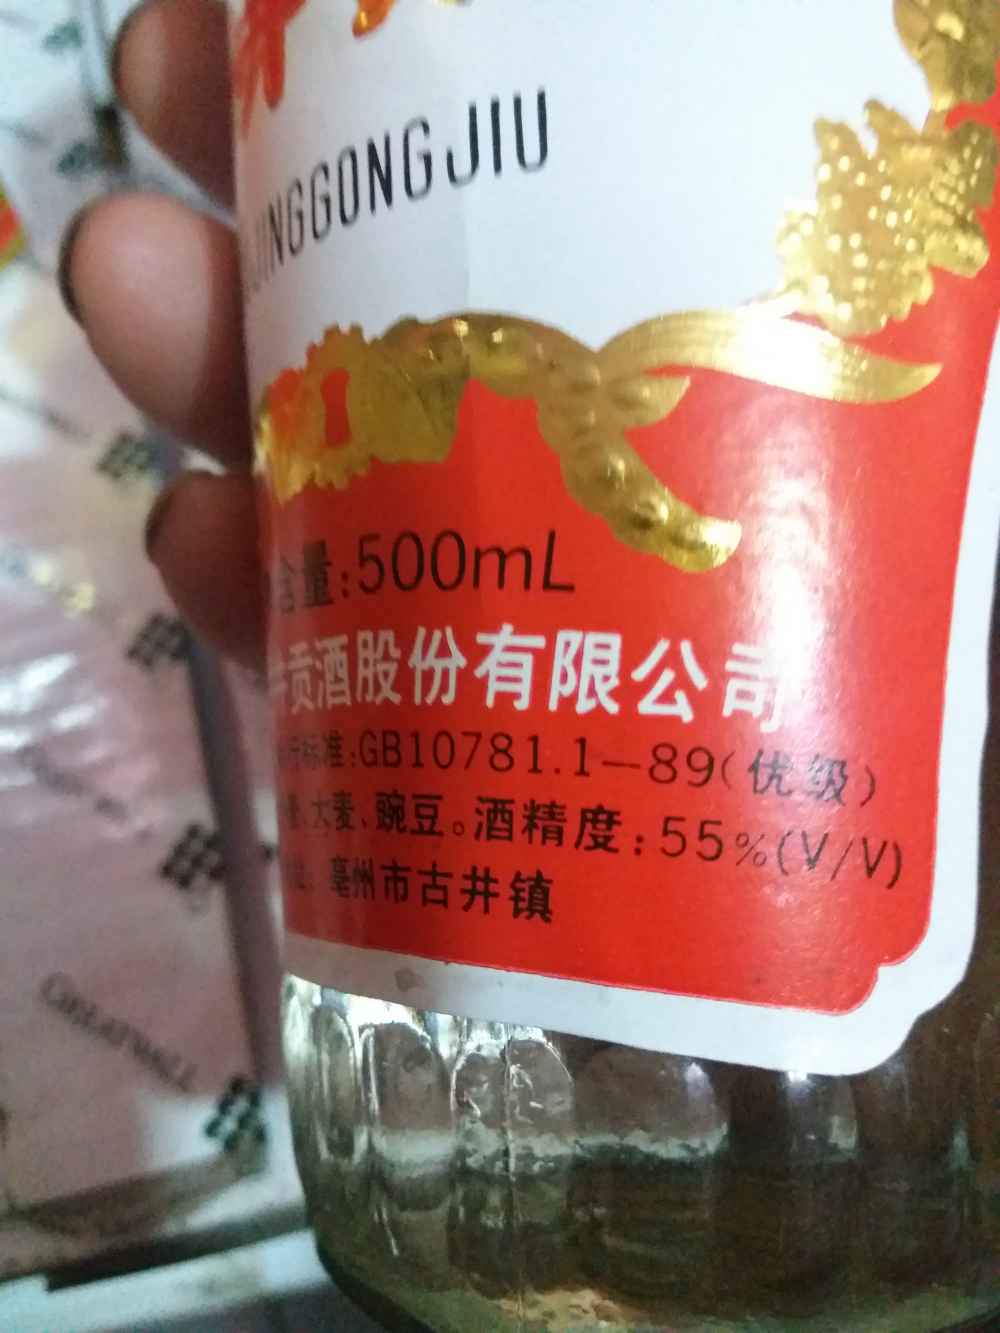 JINGGONGJIU
含量:500mL
贡酒股份有限公司
标准:GB10781.1—89(优级)
大麦、豌豆。酒精度:55%(V/V)
亳州市古井镇
GREATWALL